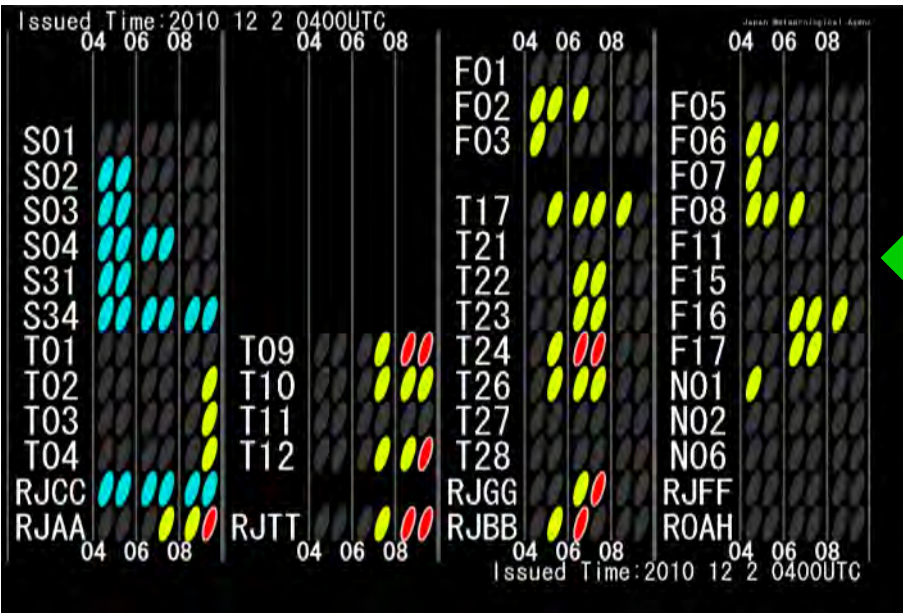 Issued Time:2010 12 2 0400UTC
Japan Meteorological Agency
04 06 08 04 06 08 04 06 08 04 06 08
F01
F02 F05
S01 F03 F06
S02 F07
S03 T17 F08
S04 T21 F11
S31 T22 F15
S34 T23 F16
T01 T09 T24 F17
T02 T10 T26 N01
T03 T11 T27 N02
T04 T12 T28 N06
RJCC RJGG RJFF
RJAA RJTT RJBB ROAH
04 06 08 04 06 08 04 06 08 04 06 08
Issued Time:2010 12 2 0400UTC